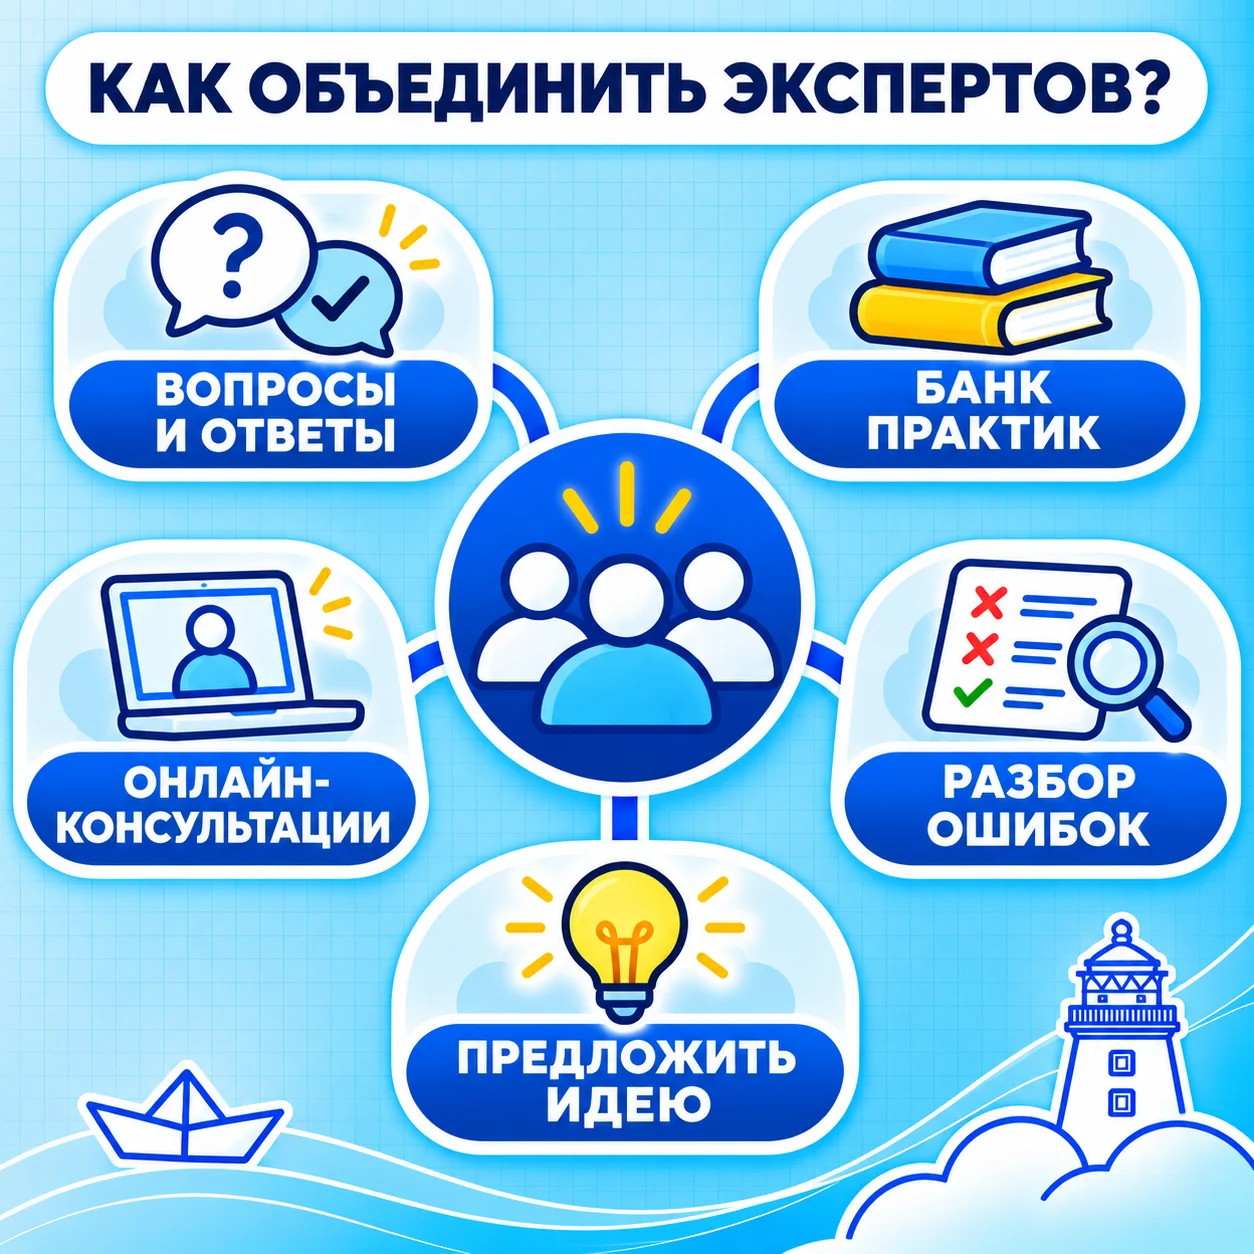 КАК ОБЪЕДИНИТЬ ЭКСПЕРТОВ?
ВОПРОСЫ
И ОТВЕТЫ
БАНК
ПРАКТИК
ОНЛАЙН-
КОНСУЛЬТАЦИИ
РАЗБОР
ОШИБОК
ПРЕДЛОЖИТЬ
ИДЕЮ